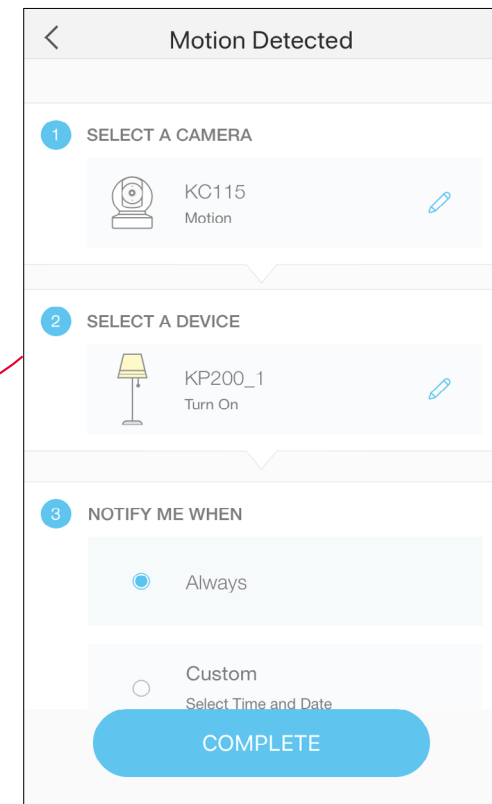 Motion Detected
1 SELECT A CAMERA
KC115
Motion
2 SELECT A DEVICE
KP200_1
Turn On
3 NOTIFY ME WHEN
Always
Custom
Select Time and Date
COMPLETE